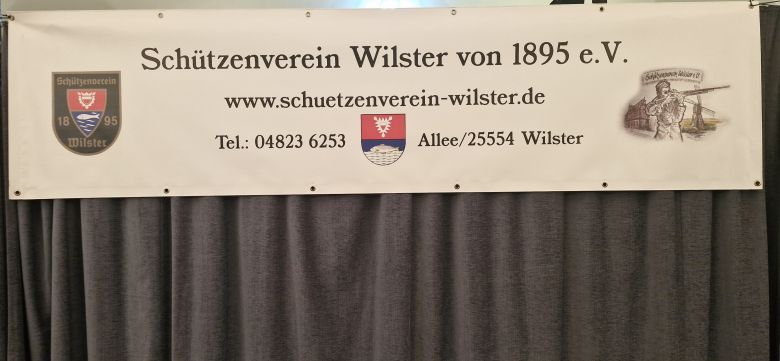 Schützenverein Wilster von 1895 e.V.
www.schuetzenverein-wilster.de
Tel.: 04823 6253 Allee/25554 Wilster
Schützenverein
18 95
Wilster